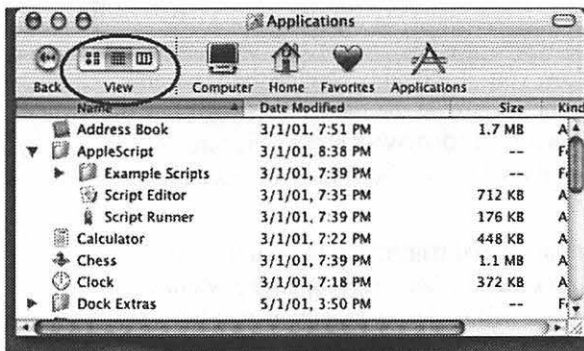 Applications
Back View Computer Home Favorites Applications
Name Date Modified Size Kind
Address Book 3/1/01, 7:51 PM 1.7 MB A
AppleScript 3/1/01, 8:38 PM -- F
Example Scripts 3/1/01, 7:39 PM -- F
Script Editor 3/1/01, 7:35 PM 712 KB A
Script Runner 3/1/01, 7:39 PM 176 KB A
Calculator 3/1/01, 7:22 PM 448 KB A
Chess 3/1/01, 7:39 PM 1.1 MB A
Clock 3/1/01, 7:18 PM 372 KB A
Dock Extras 5/1/01, 3:50 PM -- F